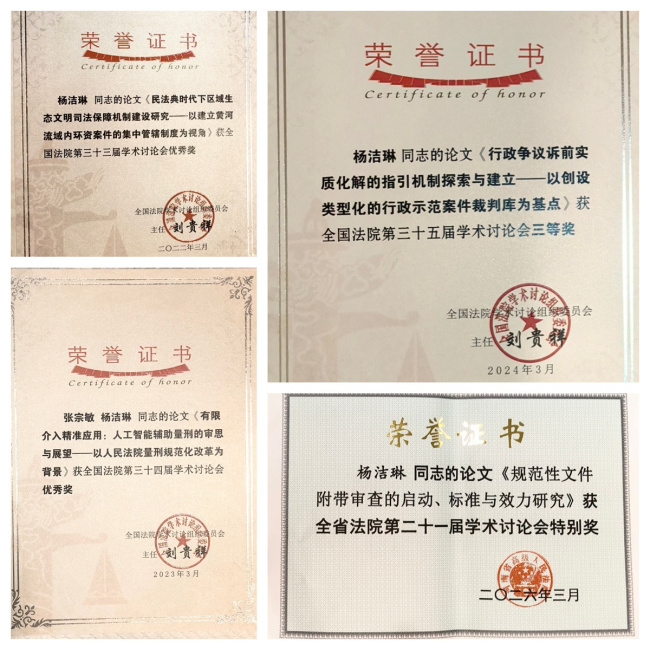 荣誉证书
Certificate of honor
杨洁琳 同志的论文《民法典时代下区域生
态文明司法保障机制建设研究——以建立黄河
流域内环资案件的集中管辖制度为视角》获全
国法院第三十三届学术讨论会优秀奖
全国法院学术讨论会组织委员会
主任 刘贵祥
二〇二二年三月
荣誉证书
Certificate of honor
杨洁琳 同志的论文《行政争议诉前实
质化解的指引机制探索与建立——以创设
类型化的行政示范案件裁判库为基点》获
全国法院第三十五届学术讨论会三等奖
全国法院学术讨论组织委员会
主任 刘贵祥
2024年3月
荣誉证书
Certificate of honor
张宗敏 杨洁琳 同志的论文《有限
介入精准应用：人工智能辅助量刑的审思
与展望——以人民法院量刑规范化改革为
背景》获全国法院第三十四届学术讨论会
优秀奖
全国法院学术讨论会组织委员会
主任 刘贵祥
2023年3月
荣誉证书
杨洁琳 同志的论文《规范性文件
附带审查的启动、标准与效力研究》获
全省法院第二十一届学术讨论会特别奖
二〇二六年三月